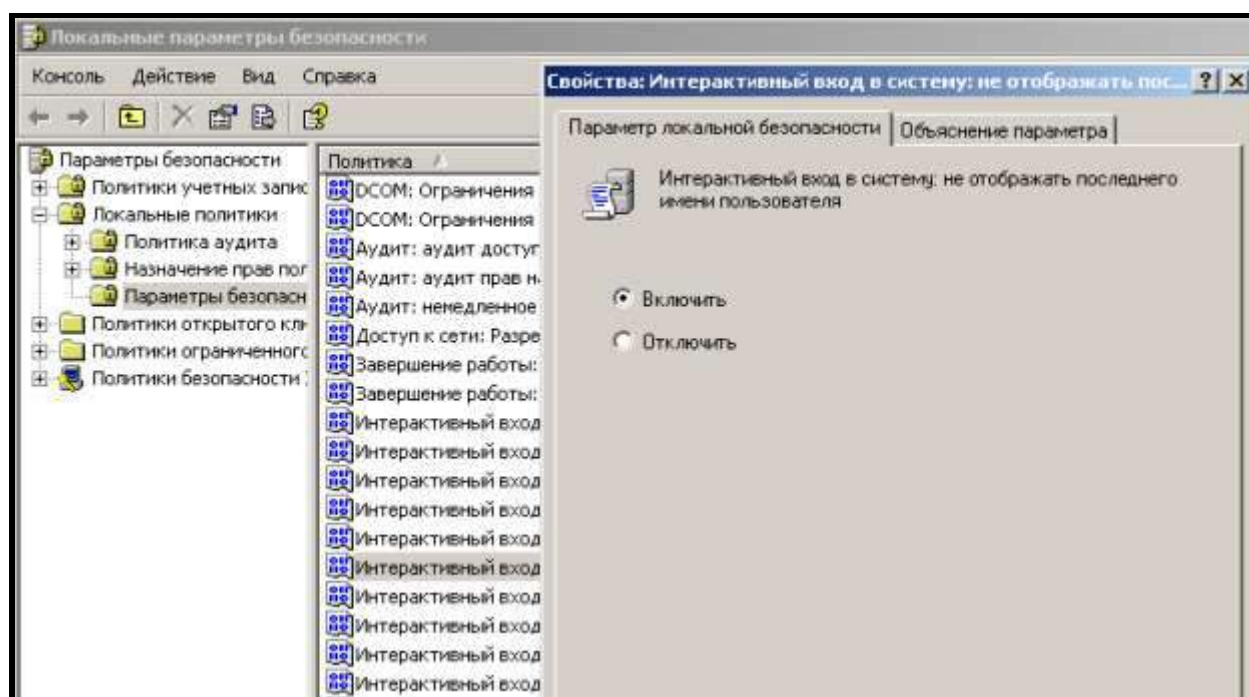 Локальные параметры безопасности
Консоль Действие Вид Справка
Параметры безопасности
Политики учетных запис
Локальные политики
Политика аудита
Назначение прав пол
Параметры безопасн
Политики открытого клю
Политики ограниченного
Политики безопасности
Политика
DCOM: Ограничения
DCOM: Ограничения
Аудит: аудит доступ
Аудит: аудит прав н
Аудит: немедленное
Доступ к сети: Разре
Завершение работы:
Завершение работы:
Интерактивный вход
Интерактивный вход
Интерактивный вход
Интерактивный вход
Интерактивный вход
Интерактивный вход
Интерактивный вход
Интерактивный вход
Интерактивный вход
Интерактивный вход
Свойства: Интерактивный вход в систему: не отображать пос...
Параметр локальной безопасности Объяснение параметра
Интерактивный вход в систему: не отображать последнего
имени пользователя
Включить
Отключить